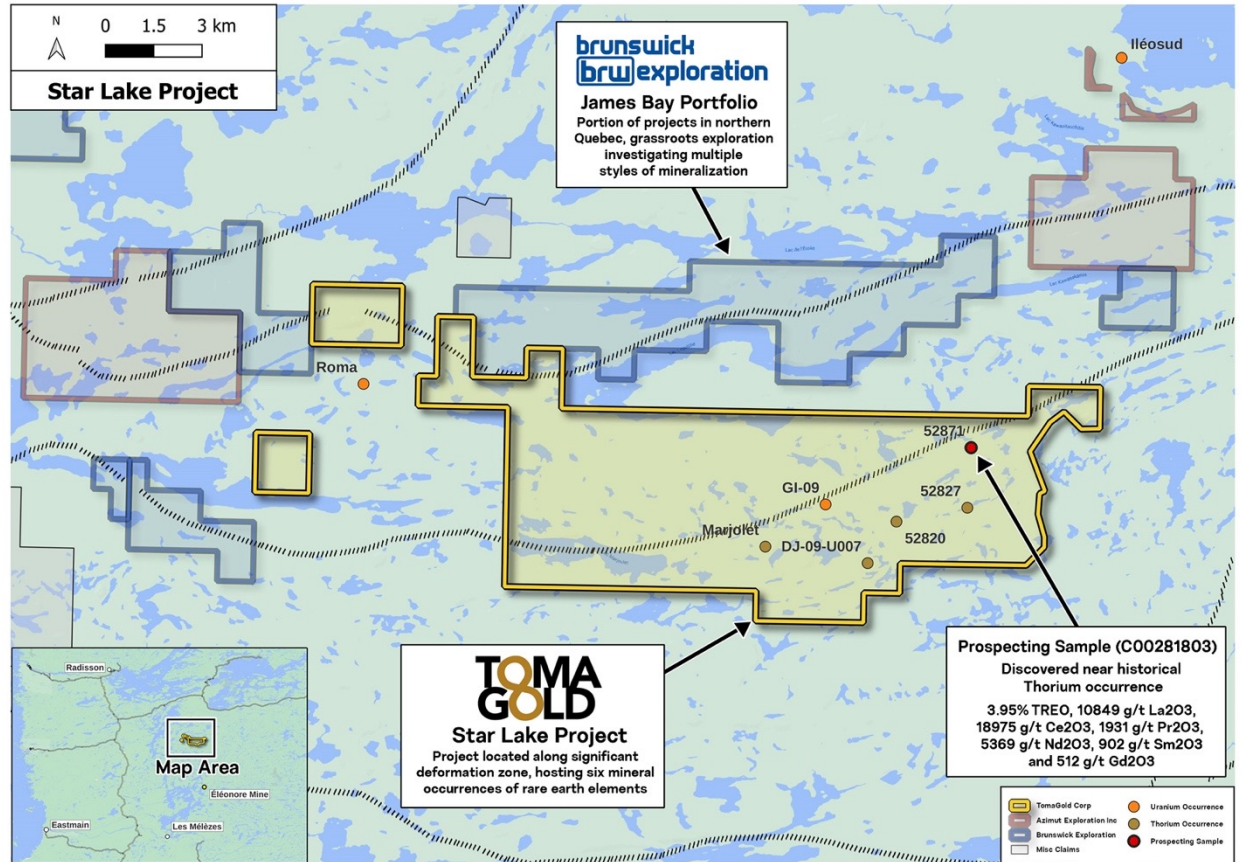 N
0 1.5 3 km
Star Lake Project
brunswick
brw exploration
James Bay Portfolio
Portion of projects in northern
Quebec, grassroots exploration
investigating multiple
styles of mineralization
Iléosud
Roma
52871
GI-09
52827
Marjolet
52820
DJ-09-U007
TOMA
GOLD
Star Lake Project
Project located along significant
deformation zone, hosting six mineral
occurrences of rare earth elements
Prospecting Sample (C00281803)
Discovered near historical
Thorium occurrence
3.95% TREO, 10849 g/t La2O3,
18975 g/t Ce2O3, 1931 g/t Pr2O3,
5369 g/t Nd2O3, 902 g/t Sm2O3
and 512 g/t Gd2O3
Radisson
Map Area
Éléonore Mine
Eastmain
Les Mélèzes
TomaGold Corp
Azimut Exploration Inc
Brunswick Exploration
Misc Claims
Uranium Occurrence
Thorium Occurrence
Prospecting Sample